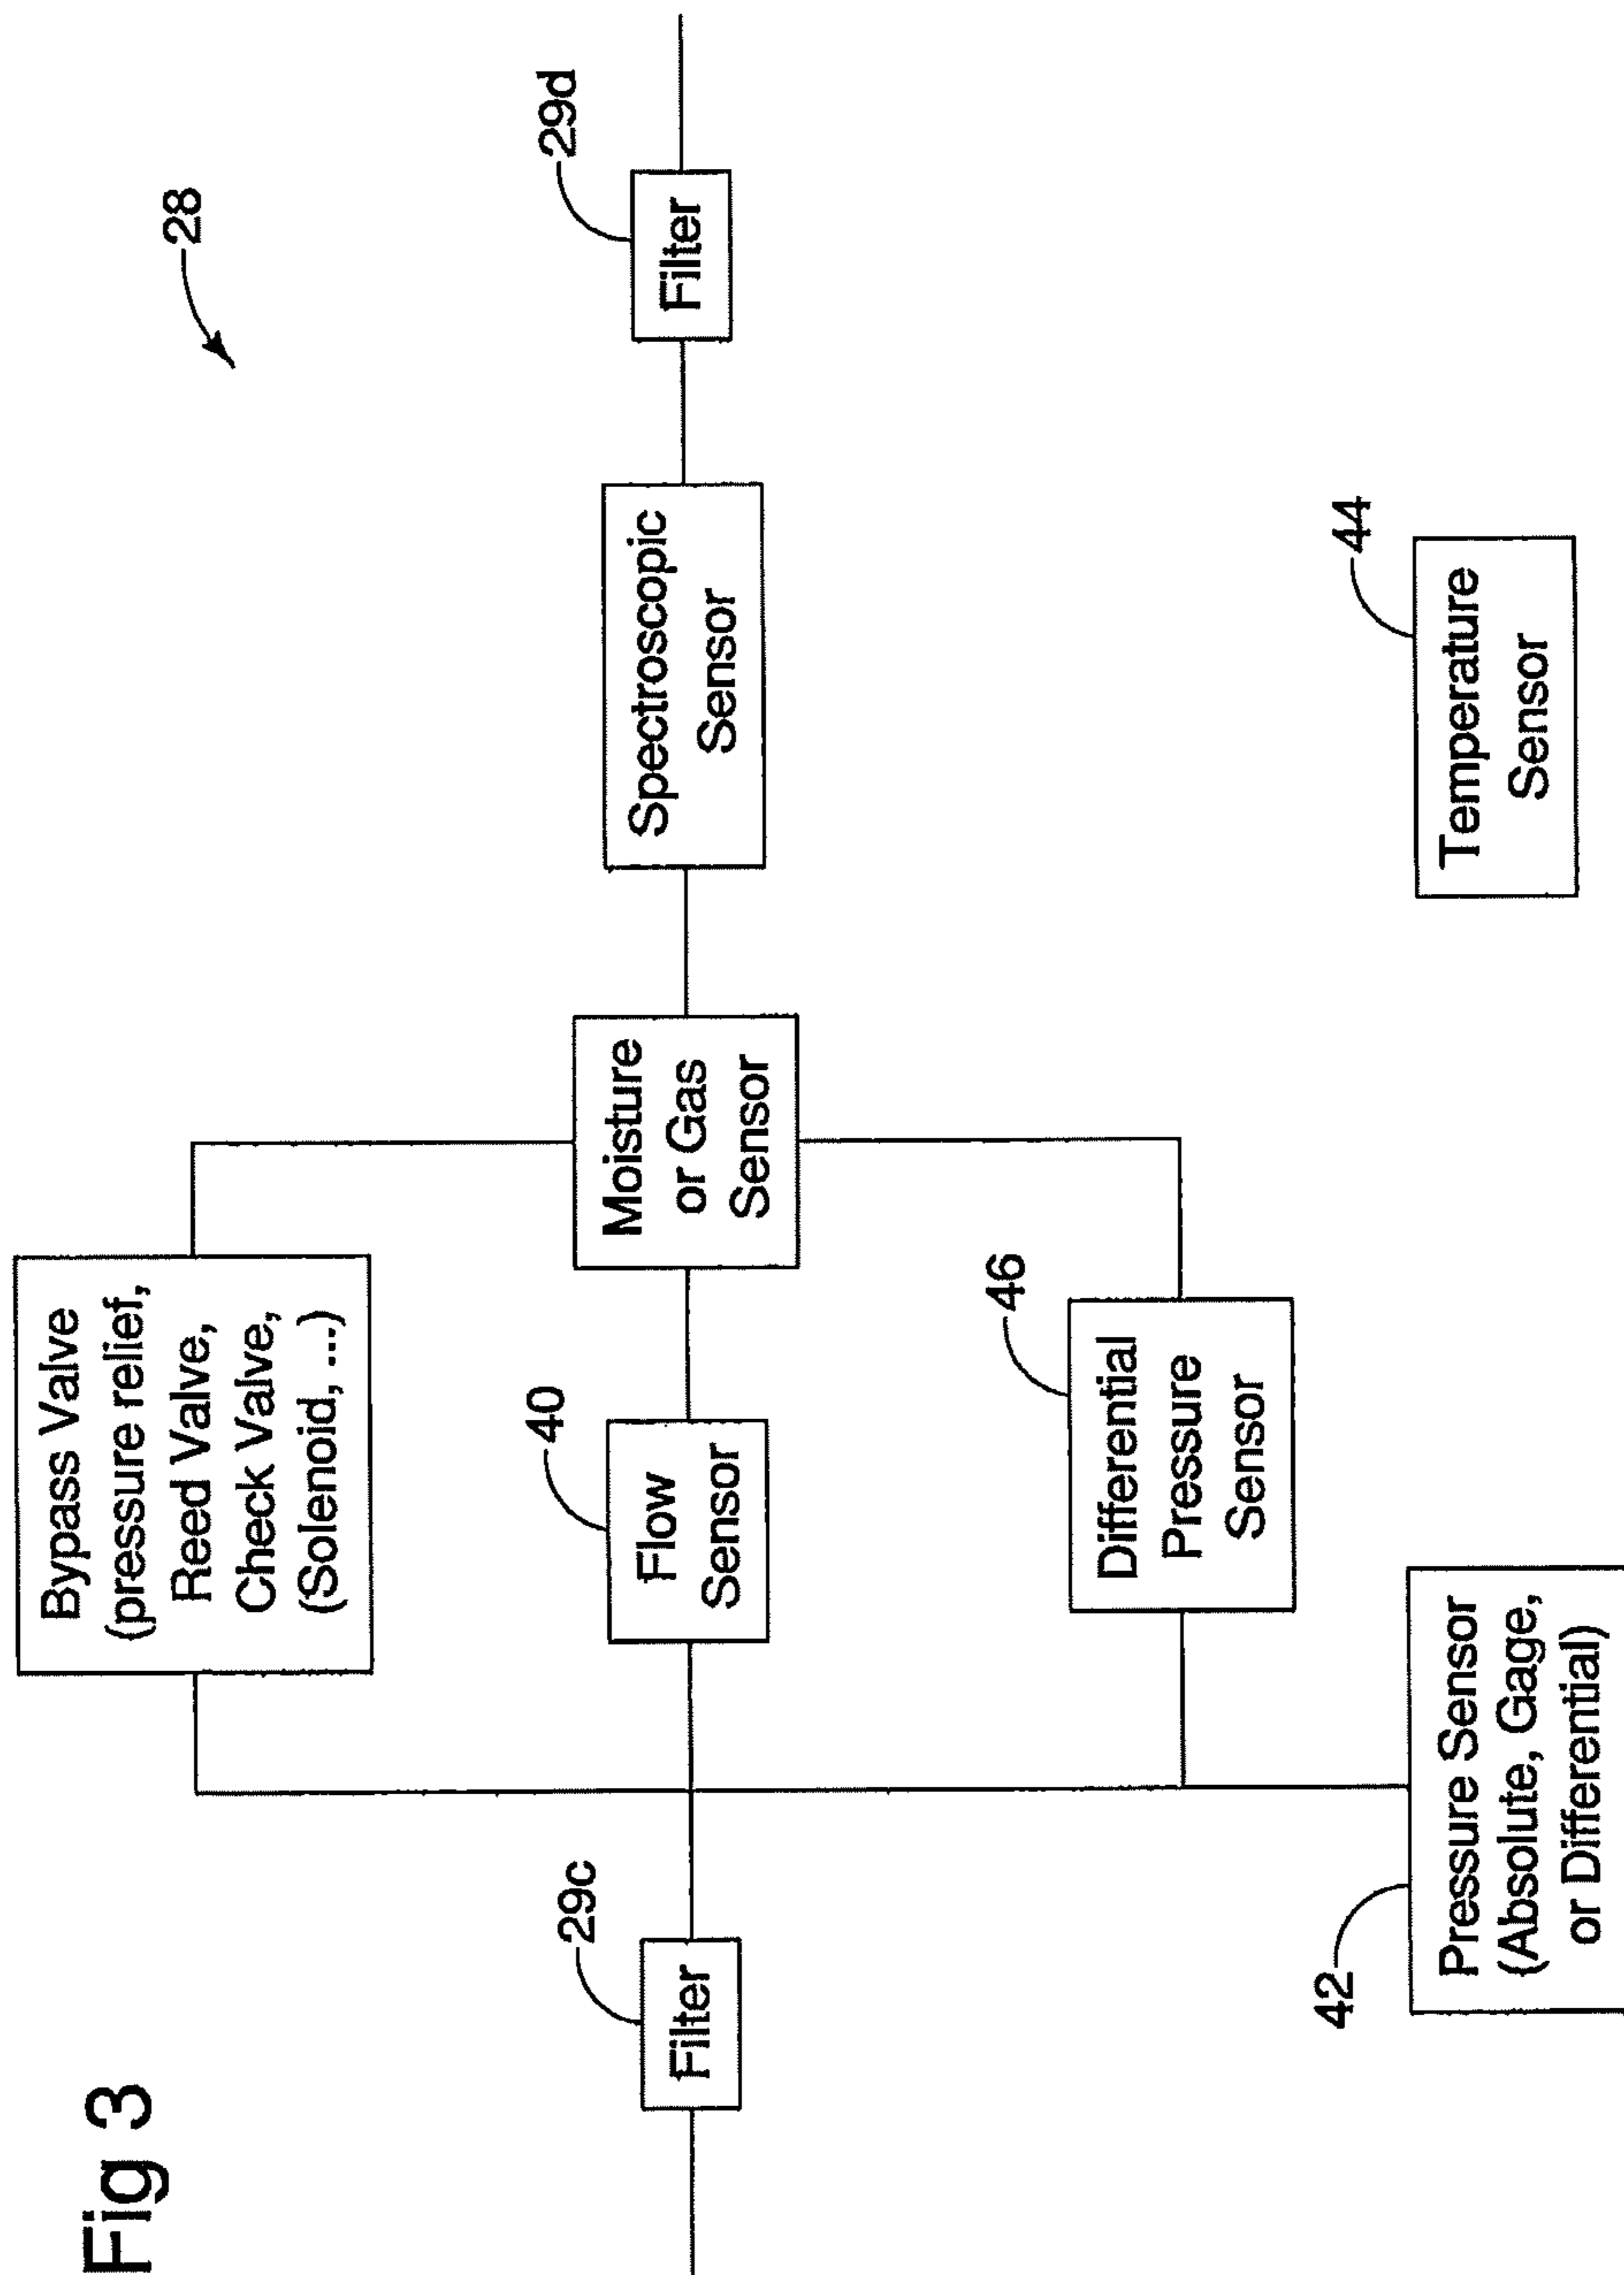 Fig 3
28
Bypass Valve
(pressure relief,
Reed Valve,
Check Valve,
(Solenoid, ...)
29c
Filter
40
Flow
Sensor
Moisture
or Gas
Sensor
Spectroscopic
Sensor
29d
Filter
46
Differential
Pressure
Sensor
42
Pressure Sensor
(Absolute, Gage,
or Differential)
44
Temperature
Sensor